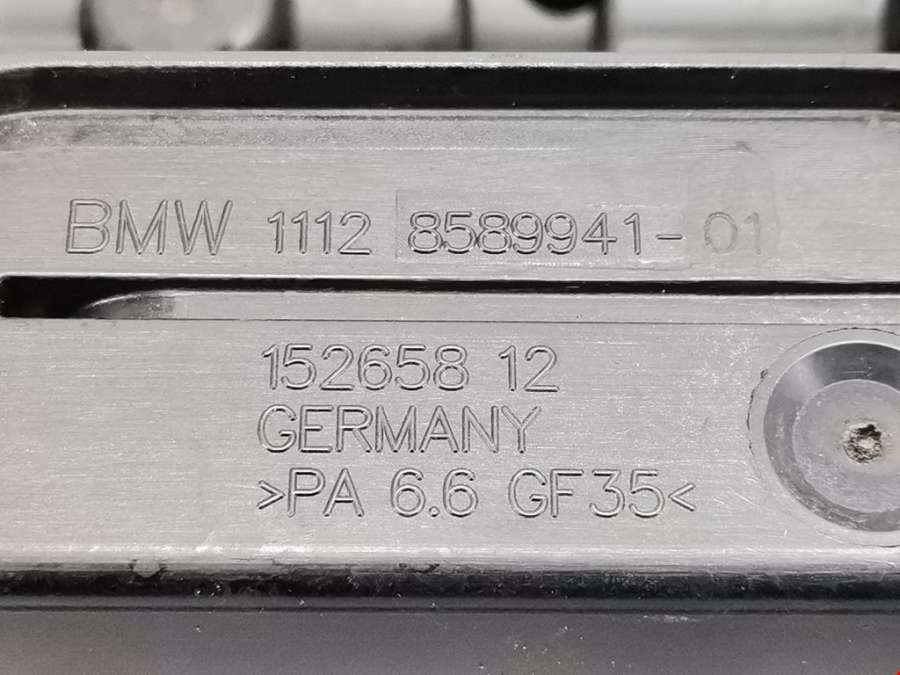 BMW 1112 8589941-01
152658 12
GERMANY
>PA 6.6 GF35<